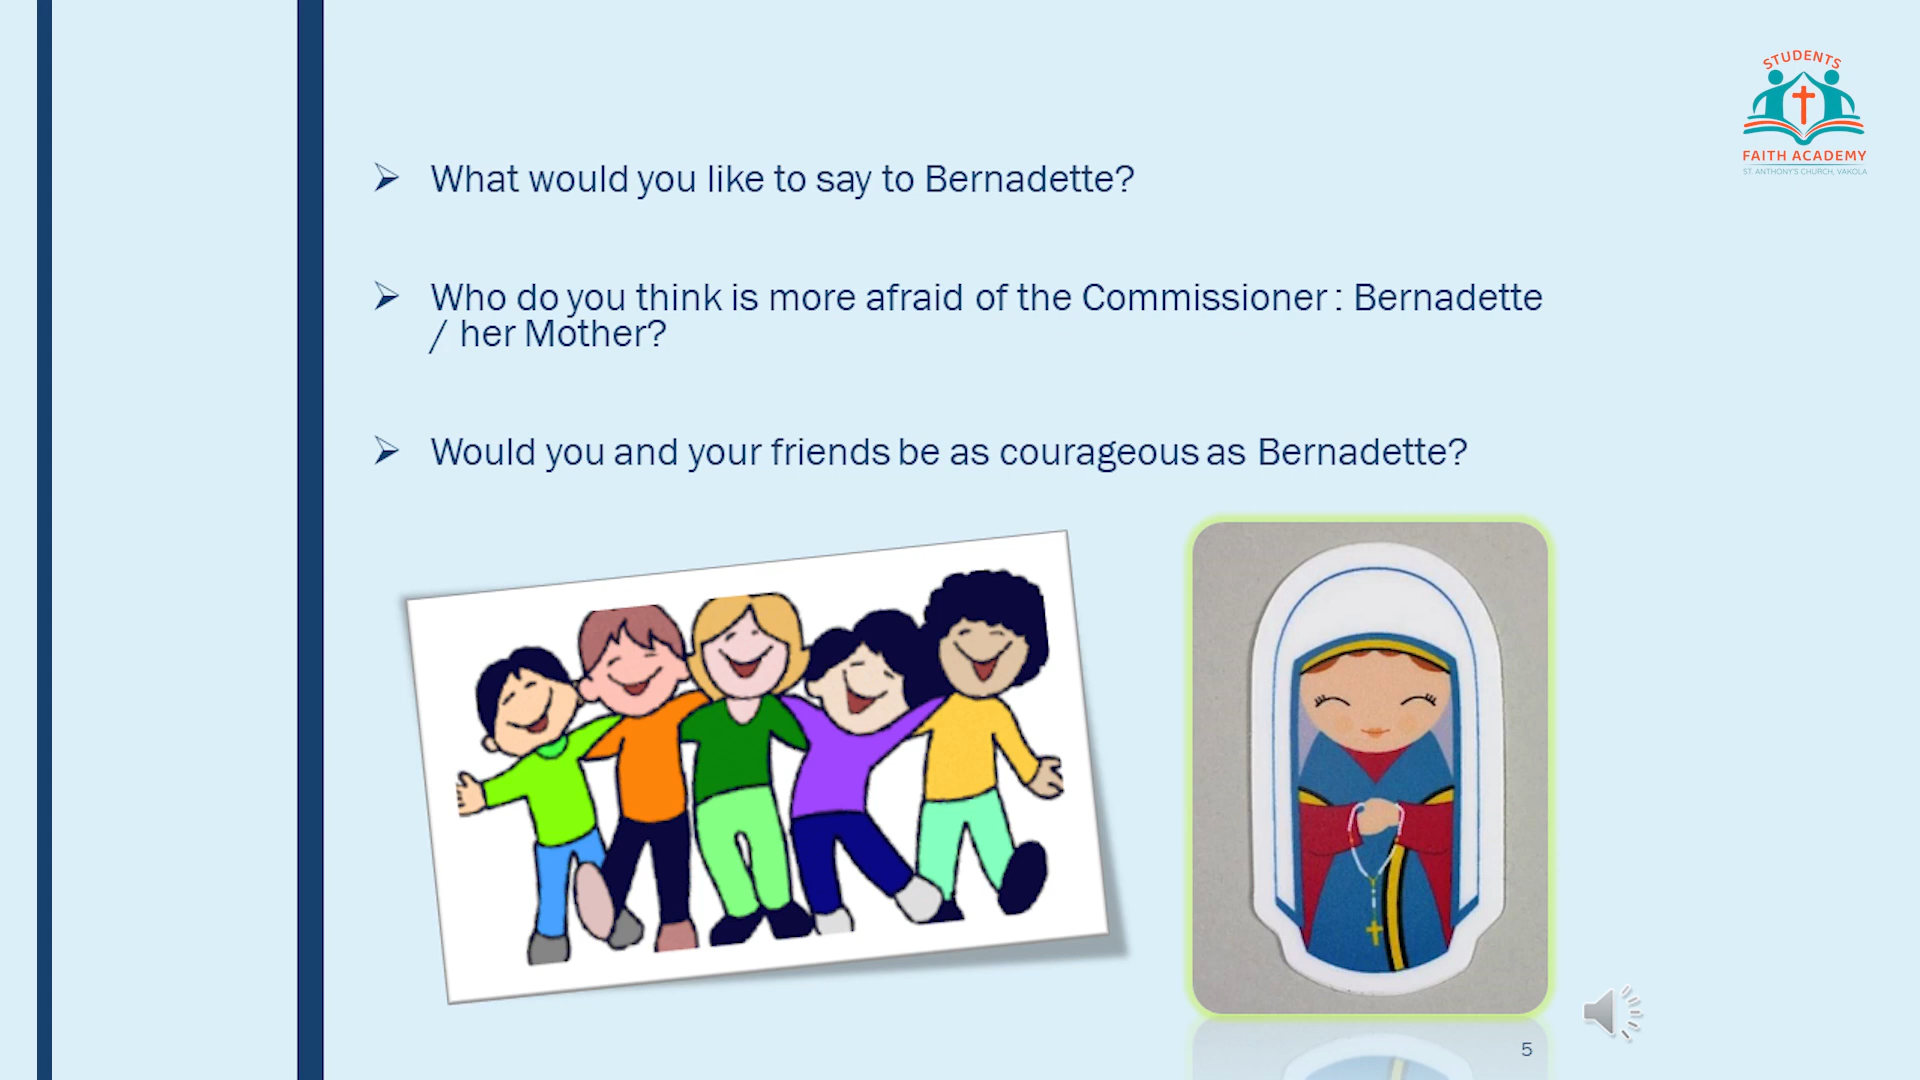 STUDENTS
FAITH ACADEMY
ST. ANTHONY'S CHURCH, VAKOLA
What would you like to say to Bernadette?
Who do you think is more afraid of the Commissioner : Bernadette
/ her Mother?
Would you and your friends be as courageous as Bernadette?
5